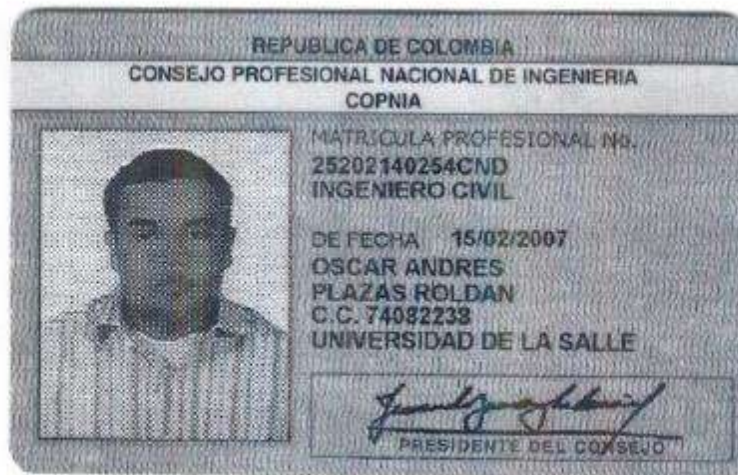 REPUBLICA DE COLOMBIA
CONSEJO PROFESIONAL NACIONAL DE INGENIERIA
COPNIA
MATRICULA PROFESIONAL No.
25202140254CND
INGENIERO CIVIL
DE FECHA 15/02/2007
OSCAR ANDRES
PLAZAS ROLDAN
C.C. 74082238
UNIVERSIDAD DE LA SALLE
PRESIDENTE DEL CONSEJO